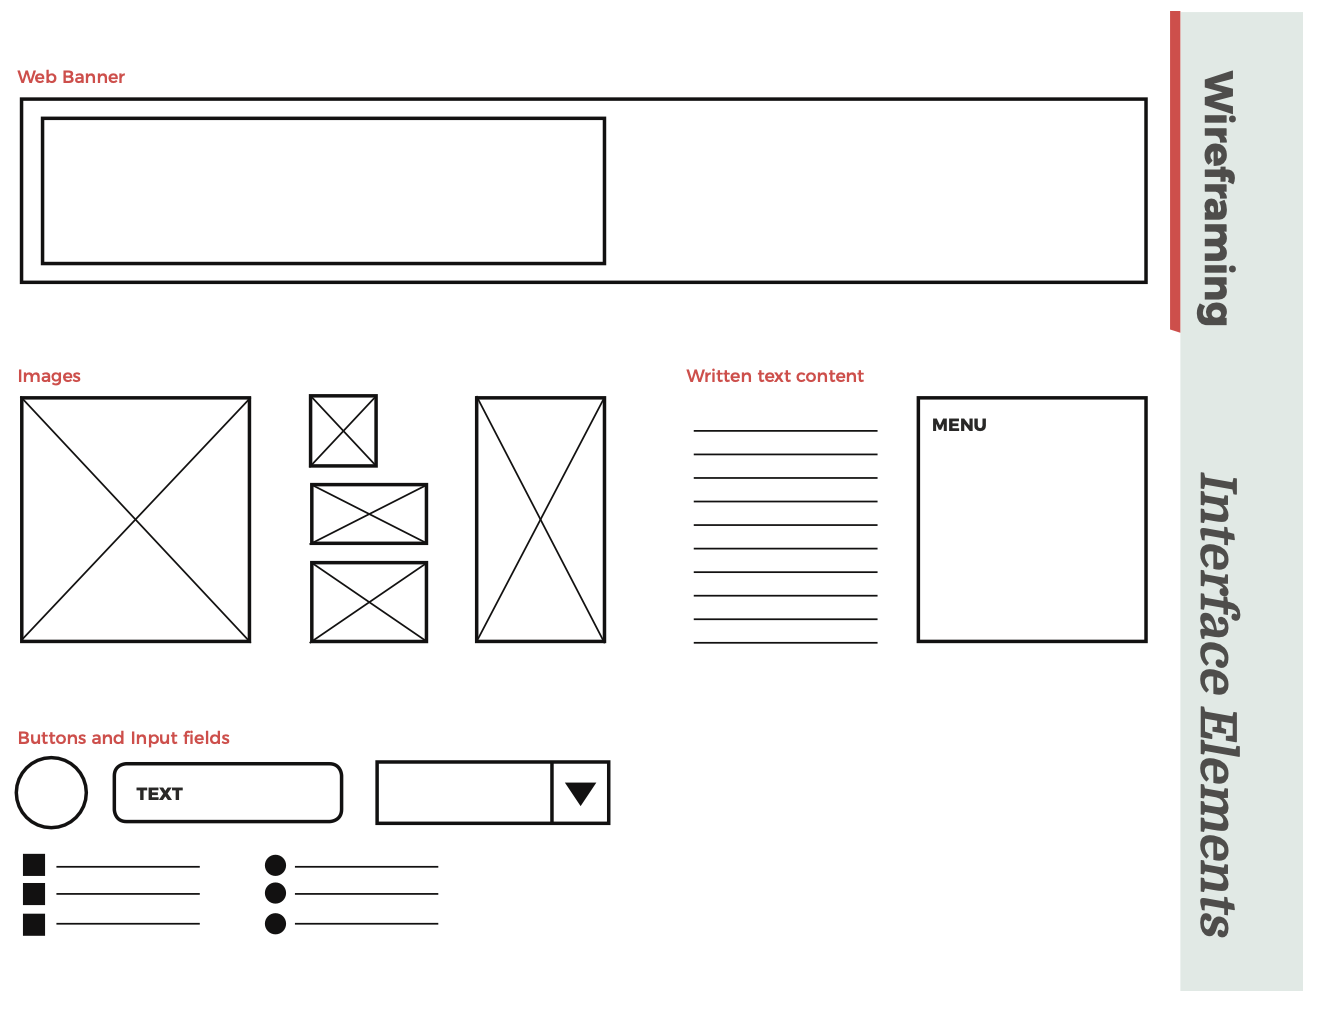 Web Banner
Images
Written text content
MENU
Buttons and Input fields
TEXT
Wireframing
Interface Elements